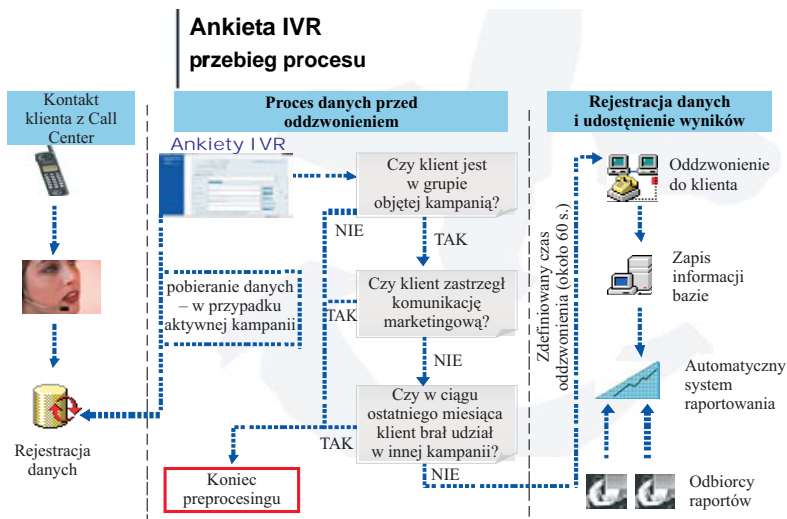 Ankieta IVR
przebieg procesu
Kontakt
klienta z Call
Center
Rejestracja
danych
Proces danych przed
oddzwonieniem
Ankiety IVR
pobieranie danych
– w przypadku
aktywnej kampanii
Czy klient jest
w grupie
objętej kampanią?
NIE
TAK
Czy klient zastrzegł
komunikację
marketingową?
TAK
NIE
Czy w ciągu
ostatniego miesiąca
klient brał udział
w innej kampanii?
TAK
NIE
Koniec
preprocesingu
Zdefiniowany czas
oddzwonienia (około 60 s.)
Rejestracja danych
i udostęnienie wyników
Oddzwonienie
do klienta
Zapis
informacji
bazie
Automatyczny
system
raportowania
Odbiorcy
raportów